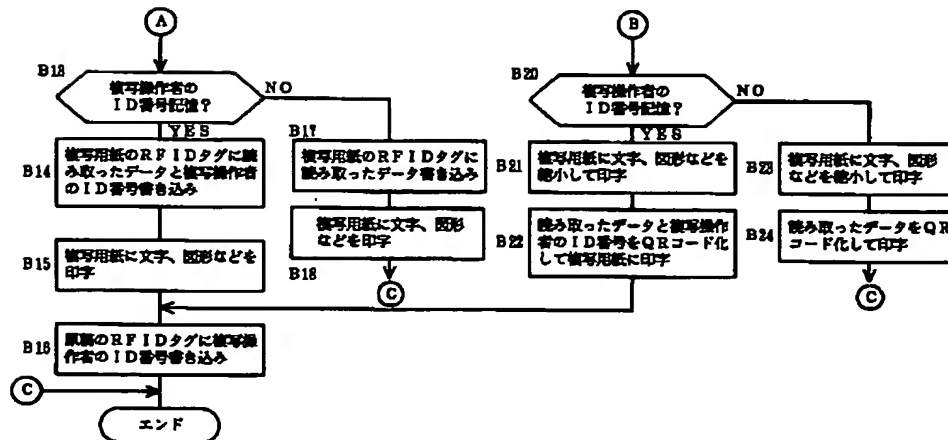 A
B13
複写操作者の
ID番号記憶?
NO
YES
B14
複写用紙のRFIDタグに読
み取ったデータと複写操作者
のID番号書き込み
B15
複写用紙に文字、図形などを
印字
B16
原稿のRFIDタグに複写操
作者のID番号書き込み
C
エンド
B17
複写用紙のRFIDタグに
読み取ったデータ書き込み
複写用紙に文字、図形
などを印字
B18
C
B
B20
複写操作者の
ID番号記憶?
NO
YES
B21
複写用紙に文字、図形などを
縮小して印字
B22
読み取ったデータと複写操作
者のID番号をQRコード化
して複写用紙に印字
B23
複写用紙に文字、図形
などを縮小して印字
B24
読み取ったデータをQR
コード化して印字
C